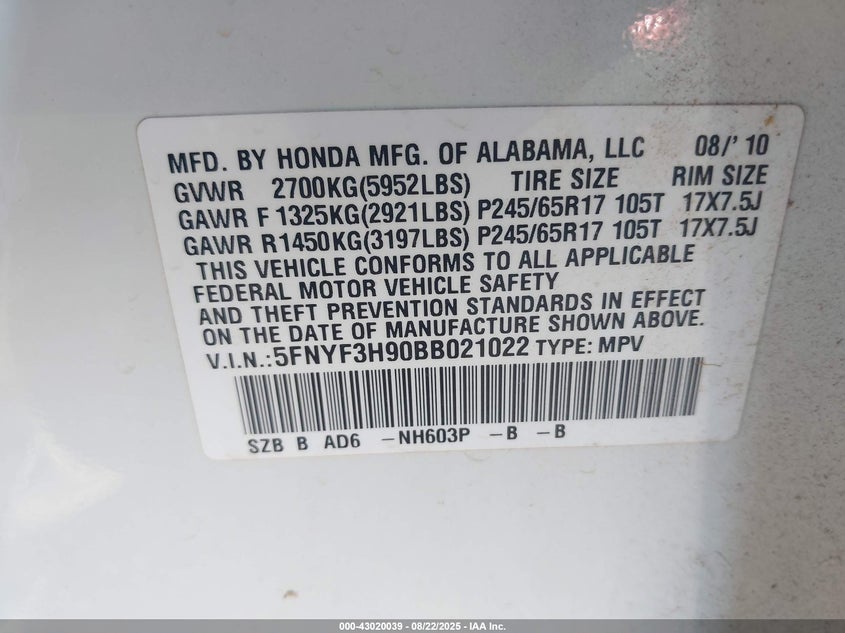 MFD. BY HONDA MFG. OF ALABAMA, LLC 08/' 10
GVWR 2700KG(5952LBS) TIRE SIZE RIM SIZE
GAWR F 1325KG(2921LBS) P245/65R17 105T 17X7.5J
GAWR R1450KG(3197LBS) P245/65R17 105T 17X7.5J
THIS VEHICLE CONFORMS TO ALL APPLICABLE
FEDERAL MOTOR VEHICLE SAFETY
AND THEFT PREVENTION STANDARDS IN EFFECT
ON THE DATE OF MANUFACTURE SHOWN ABOVE.
V.I.N.:5FNYF3H90BB021022 TYPE: MPV
SZB B AD6 -NH603P -B -B
000-43020039 - 08/22/2025 - IAA Inc.